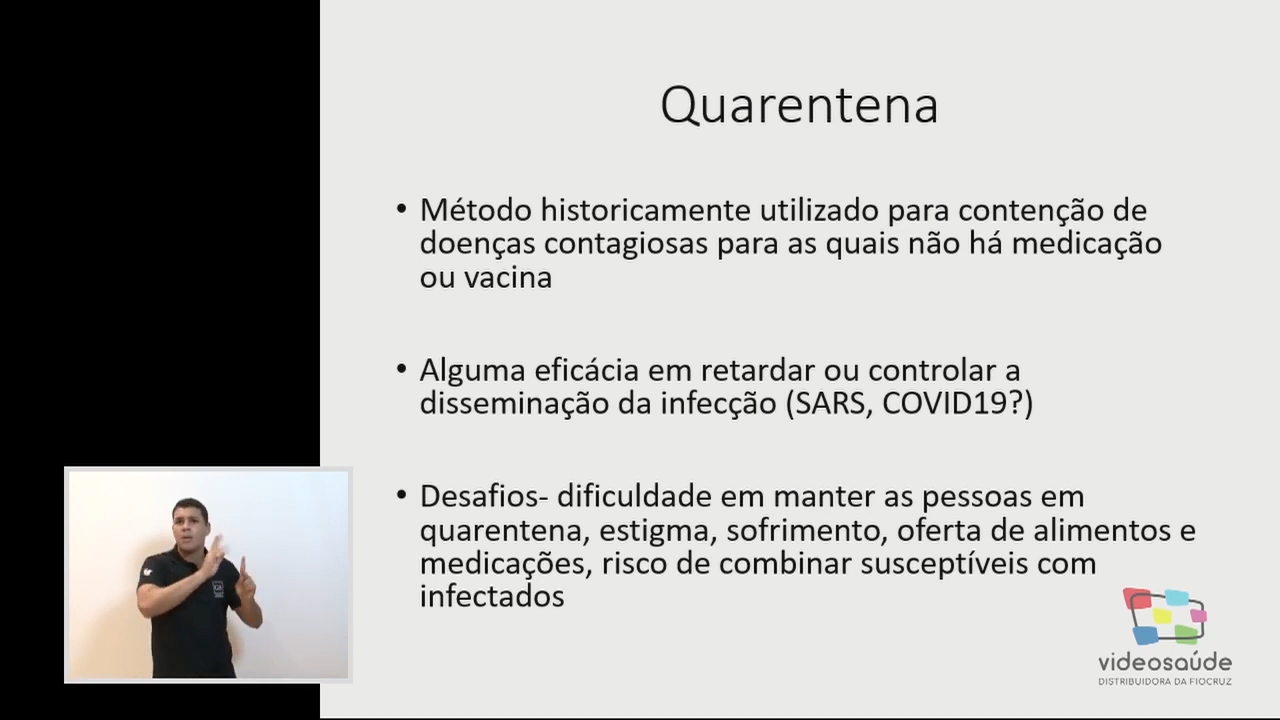 Quarentena
• Método historicamente utilizado para contenção de
doenças contagiosas para as quais não há medicação
ou vacina
• Alguma eficácia em retardar ou controlar a
disseminação da infecção (SARS, COVID19?)
• Desafios- dificuldade em manter as pessoas em
quarentena, estigma, sofrimento, oferta de alimentos e
medicações, risco de combinar susceptíveis com
infectados
videosaúde
DISTRIBUIDORA DA FIOCRUZ